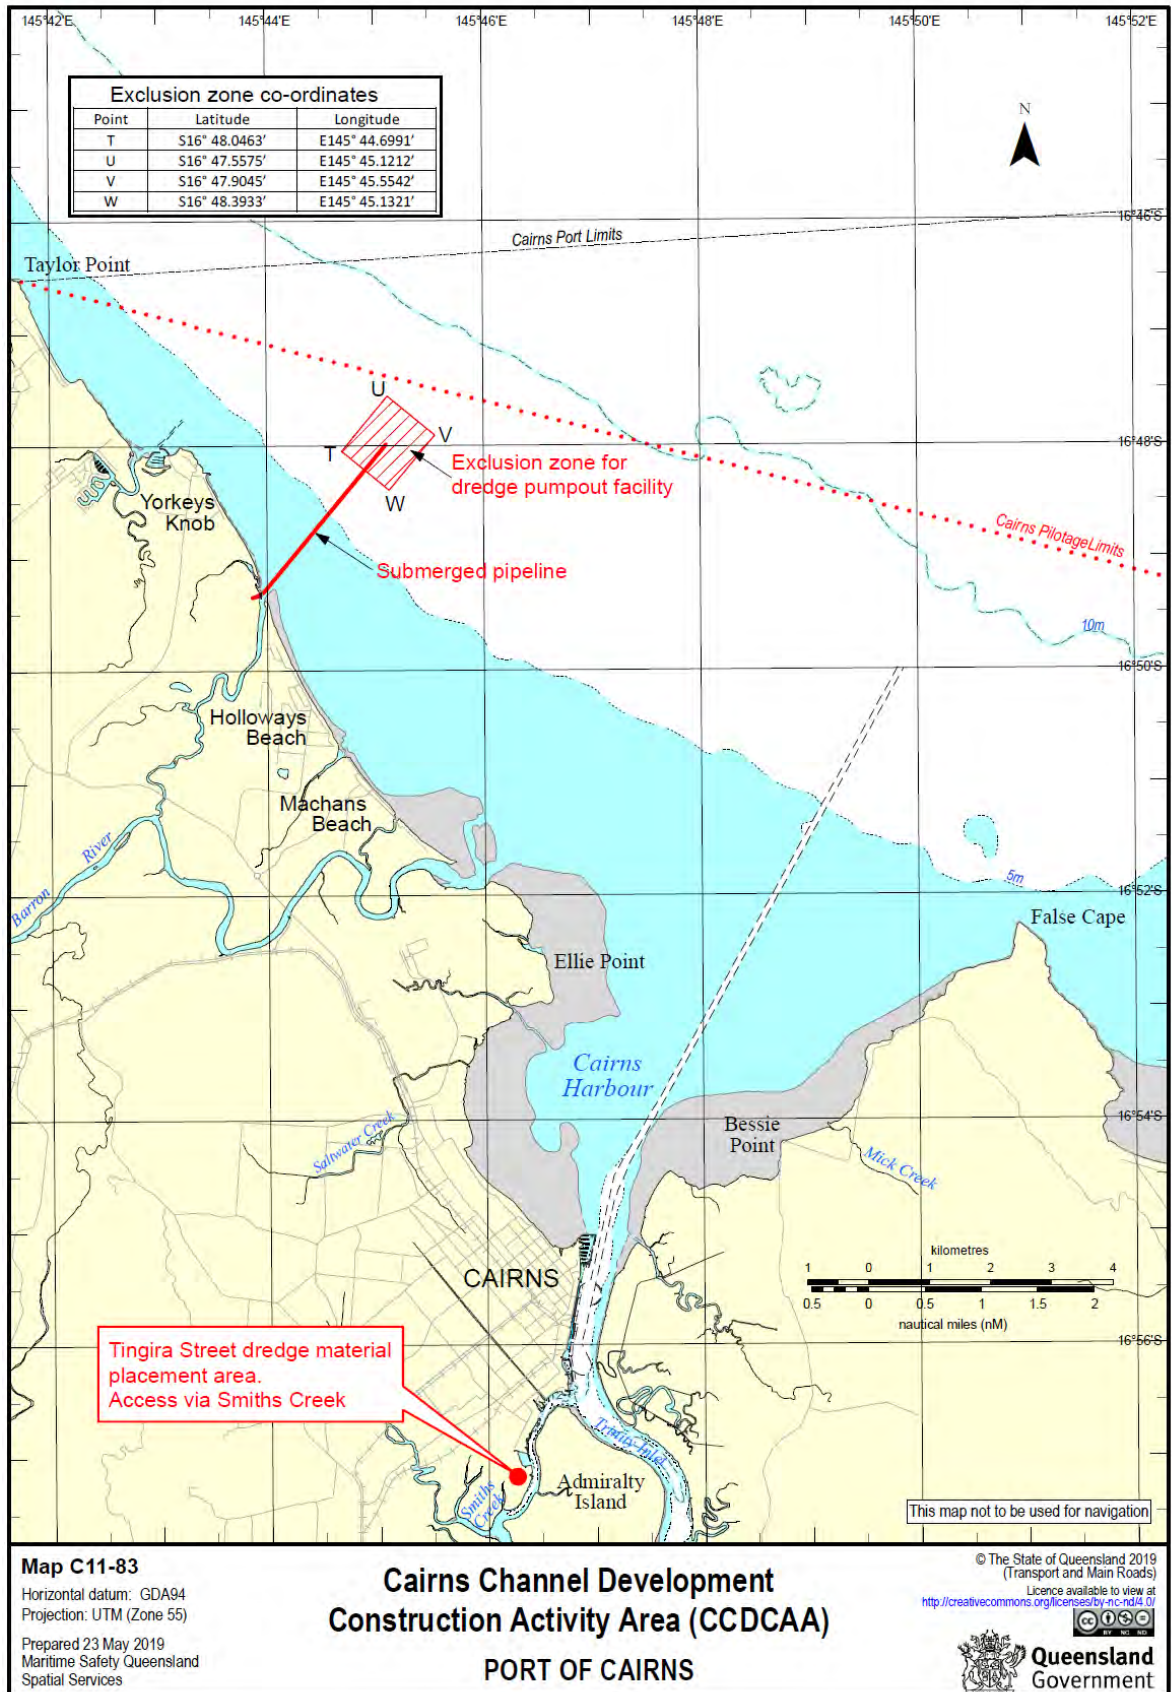 145°42'E 145°44'E 145°46'E 145°48'E 145°50'E 145°52'E
Exclusion zone co-ordinates
Point Latitude Longitude
T S16° 48.0463' E145° 44.6991'
U S16° 47.5575' E145° 45.1212'
V S16° 47.9045' E145° 45.5542'
W S16° 48.3933' E145° 45.1321'
N
16°46'S
Cairns Port Limits
Taylor Point
U
V
T
W
16°48'S
Exclusion zone for
dredge pumpout facility
Yorkeys
Knob
Cairns Pilotage Limits
Submerged pipeline
10m
16°50'S
Holloways
Beach
Machans
Beach
Barron River
5m
16°52'S
False Cape
Ellie Point
Cairns
Harbour
16°54'S
Bessie
Point
Saltwater Creek
Mick Creek
kilometres
1 0 1 2 3 4
0.5 0 0.5 1 1.5 2
nautical miles (nM)
CAIRNS
16°56'S
Tingira Street dredge material
placement area.
Access via Smiths Creek
Trinity Inlet
Admiralty
Island
Smiths
Creek
This map not to be used for navigation
Map C11-83
Horizontal datum: GDA94
Projection: UTM (Zone 55)
Prepared 23 May 2019
Maritime Safety Queensland
Spatial Services
Cairns Channel Development
Construction Activity Area (CCDCAA)
PORT OF CAIRNS
© The State of Queensland 2019
(Transport and Main Roads)
Licence available to view at
http://creativecommons.org/licenses/by-nc-nd/4.0/
cc BY NC ND
Queensland
Government